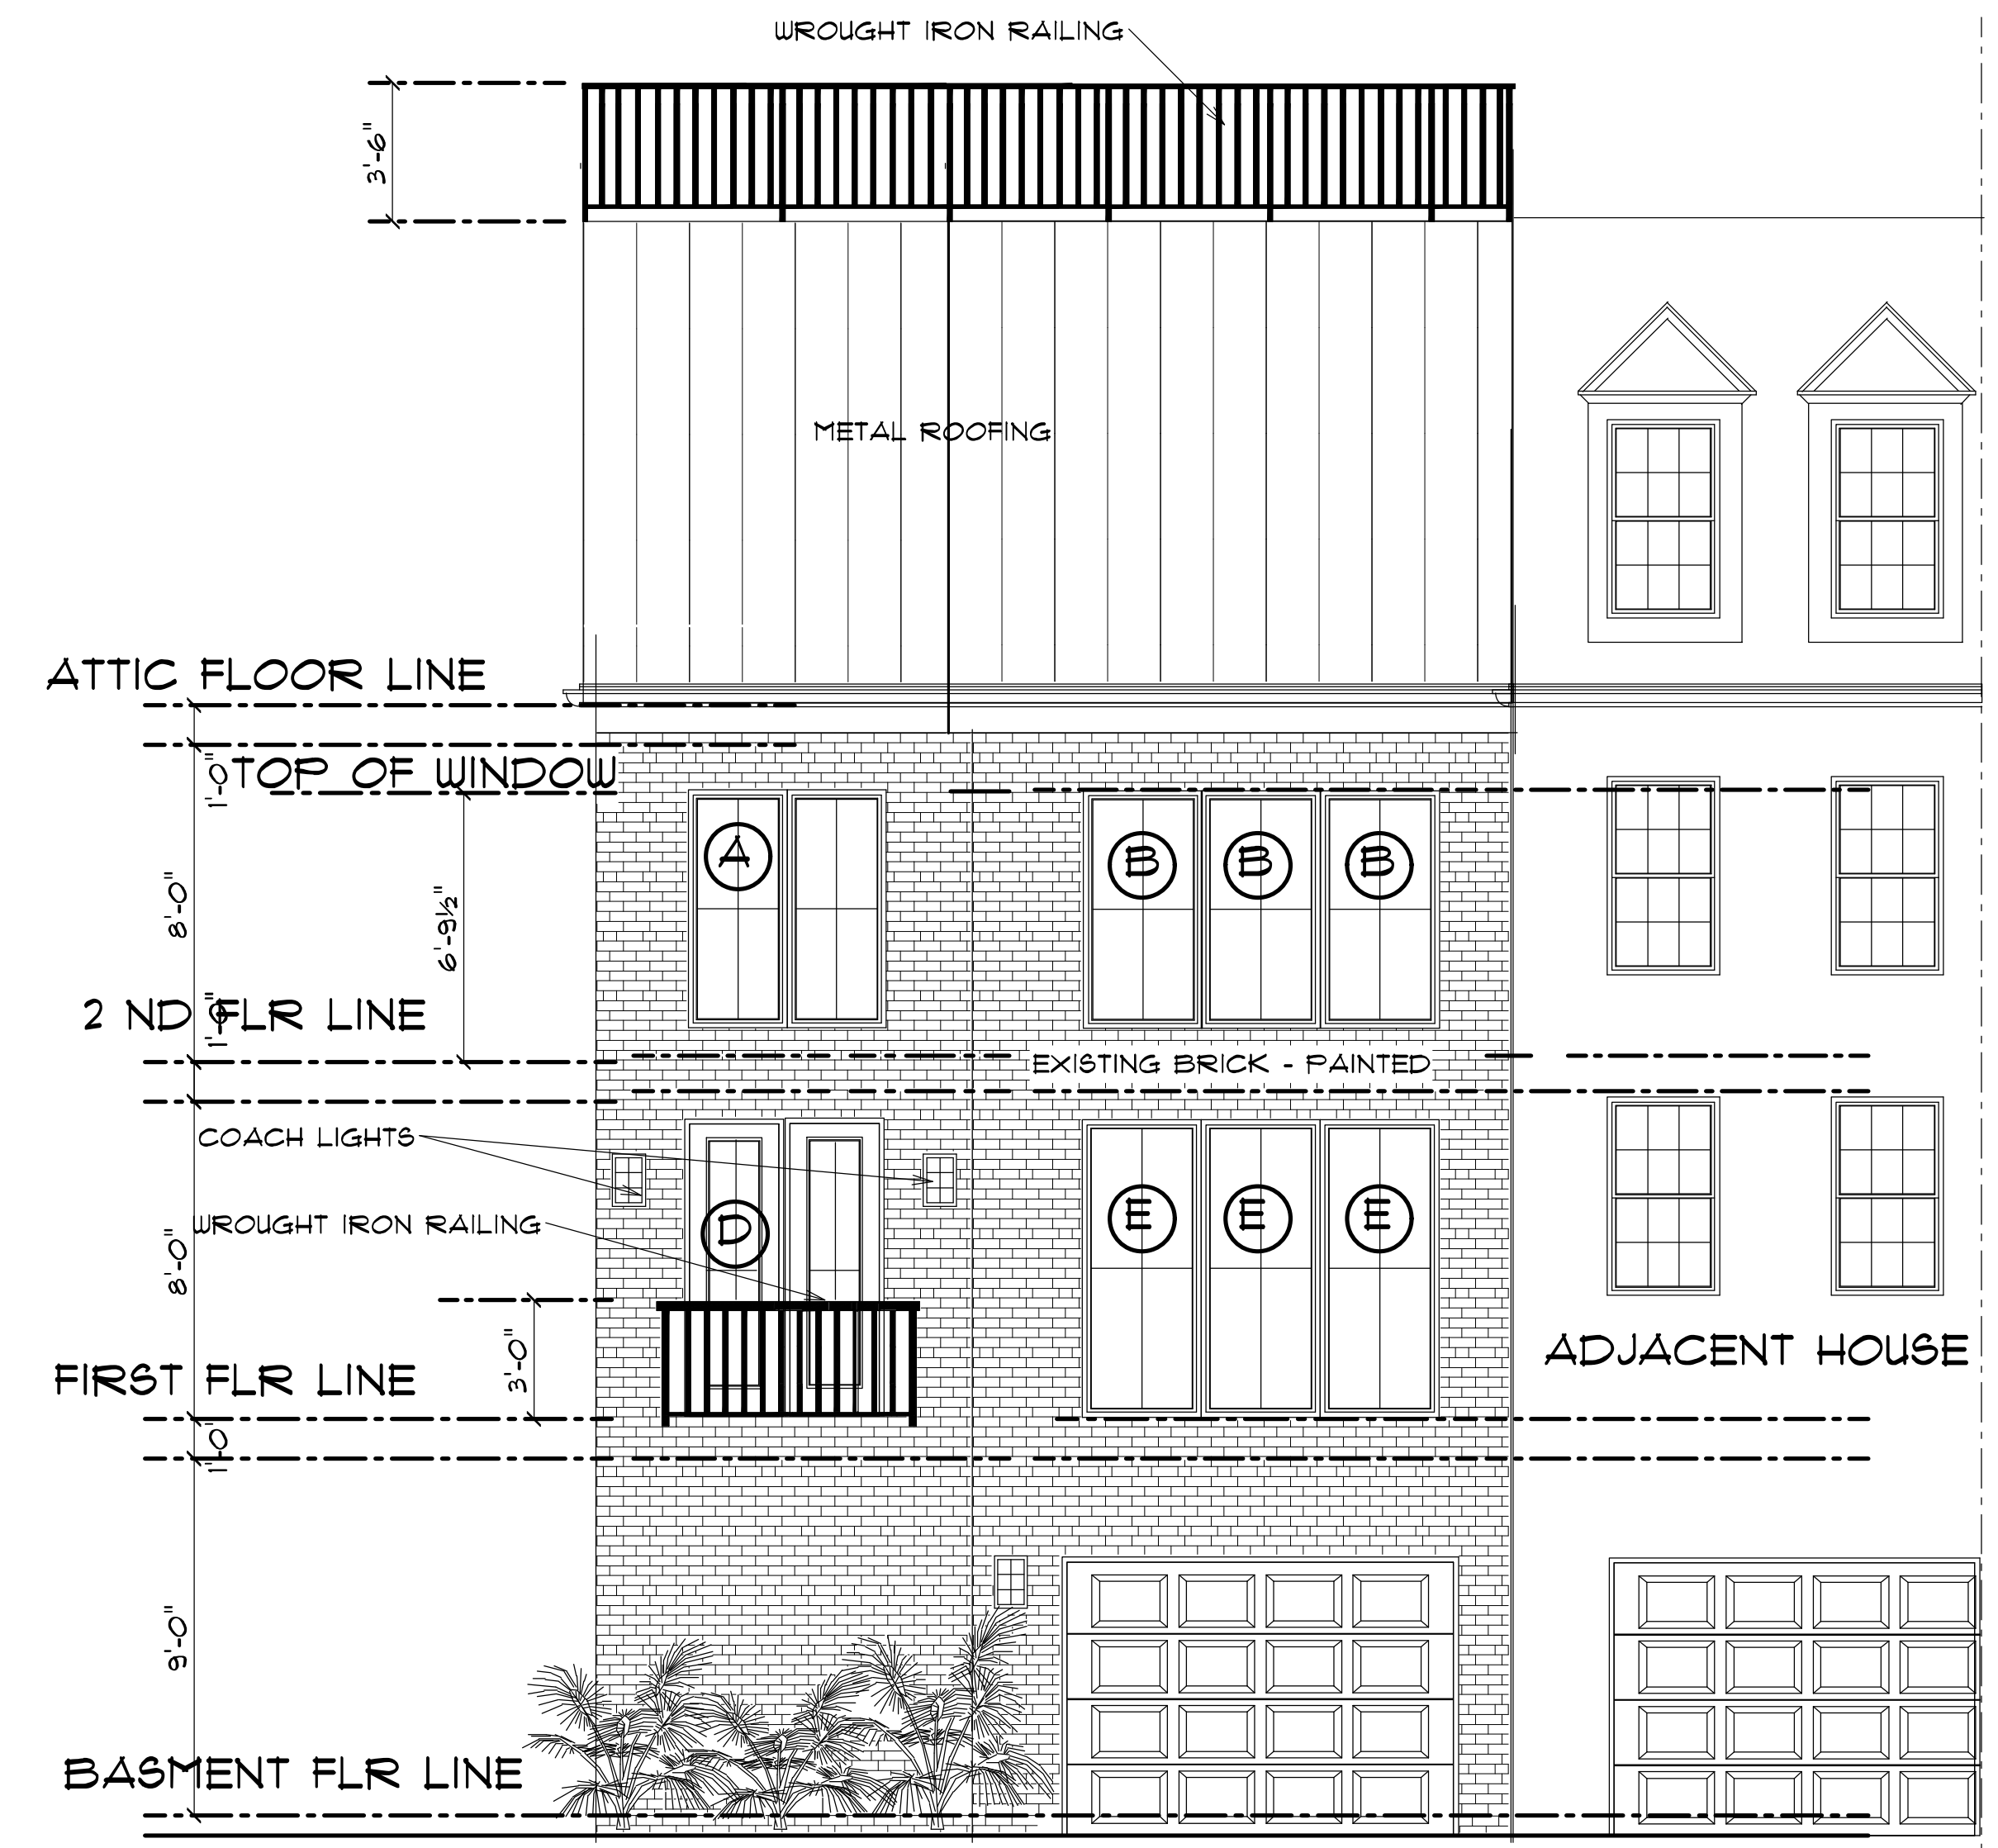 WROUGHT IRON RAILING
3'-6"
METAL ROOFING
ATTIC FLOOR LINE
1'-0"
TOP OF WINDOW
A
B B B
8'-0"
6'-9½"
2 ND FLR LINE
1'-0"
EXISTING BRICK - PAINTED
COACH LIGHTS
E E E
D
WROUGHT IRON RAILING
8'-0"
3'-0"
ADJACENT HOUSE
FIRST FLR LINE
1'-0"
9'-0"
BASMENT FLR LINE